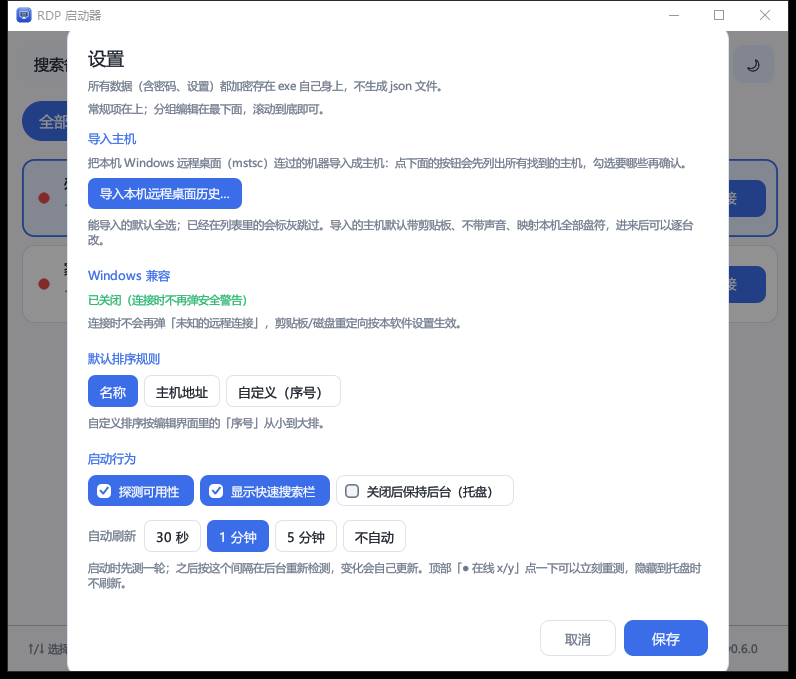 RDP 启动器
搜索
设置
所有数据（含密码、设置）都加密存在 exe 自己身上，不生成 json 文件。
常规项在上；分组编辑在最下面，滚动到底即可。
全部
导入主机
把本机 Windows 远程桌面（mstsc）连过的机器导入成主机：点下面的按钮会先列出所有找到的主机，勾选要哪些再确认。
导入本机远程桌面历史...
能导入的默认全选；已经在列表里的会标灰跳过。导入的主机默认带剪贴板、不带声音、映射本机全部盘符，进来后可以逐台
改。
Windows 兼容
已关闭（连接时不再弹安全警告）
连接时不会再弹「未知的远程连接」，剪贴板/磁盘重定向按本软件设置生效。
默认排序规则
名称 主机地址 自定义（序号）
自定义排序按编辑界面里的「序号」从小到大排。
启动行为
探测可用性 显示快速搜索栏 关闭后保持后台（托盘）
自动刷新 30 秒 1 分钟 5 分钟 不自动
启动时先测一轮；之后按这个间隔在后台重新检测，变化会自己更新。顶部「● 在线 x/y」点一下可以立刻重测，隐藏到托盘时
不刷新。
取消 保存
↑/↓ 选择 v0.6.0